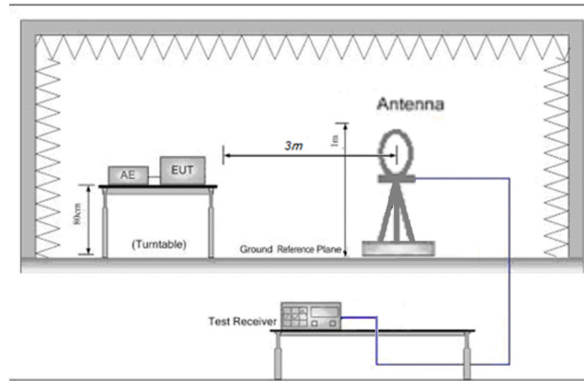 Antenna
3m
1m
AE
EUT
80cm
(Turntable)
Ground Reference Plane
Test Receiver